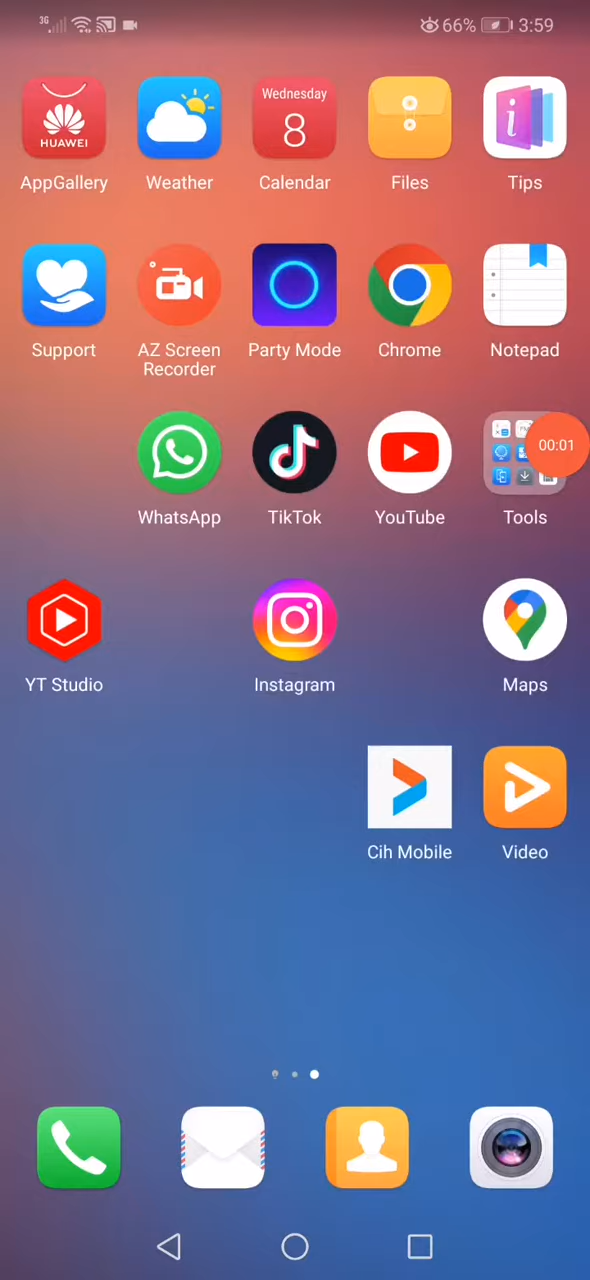 3G 66% 3:59
HUAWEI
Wednesday
8
AppGallery Weather Calendar Files Tips
Support AZ Screen Recorder Party Mode Chrome Notepad
00:01
WhatsApp TikTok YouTube Tools
YT Studio Instagram Maps
Cih Mobile Video